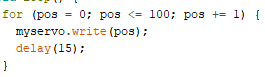 for (pos = 0; pos <= 100; pos += 1) {
myservo.write(pos);
delay(15);
}